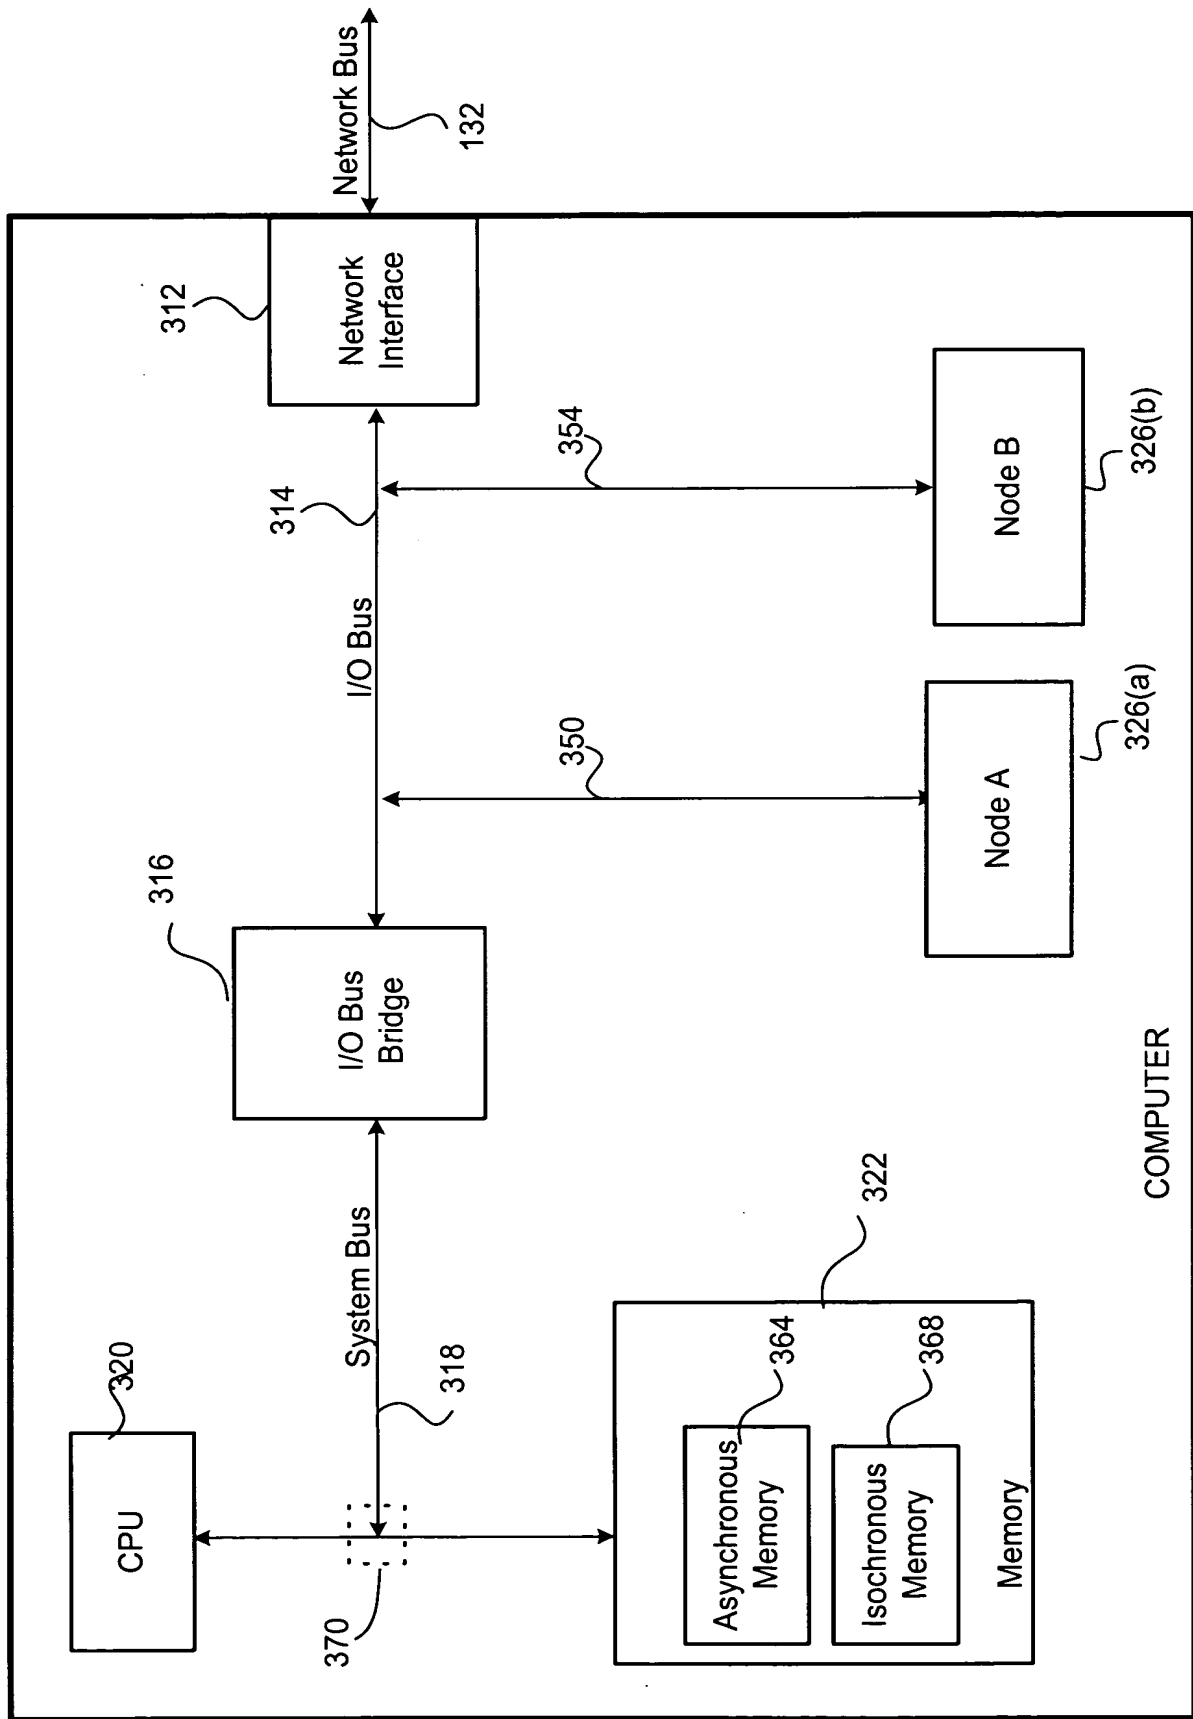 CPU
320
370
System Bus
318
I/O Bus
Bridge
316
I/O Bus
314
Network
Interface
312
Network Bus
132
350
354
Asynchronous
Memory
364
Isochronous
Memory
368
Memory
322
Node A
326(a)
Node B
326(b)
COMPUTER